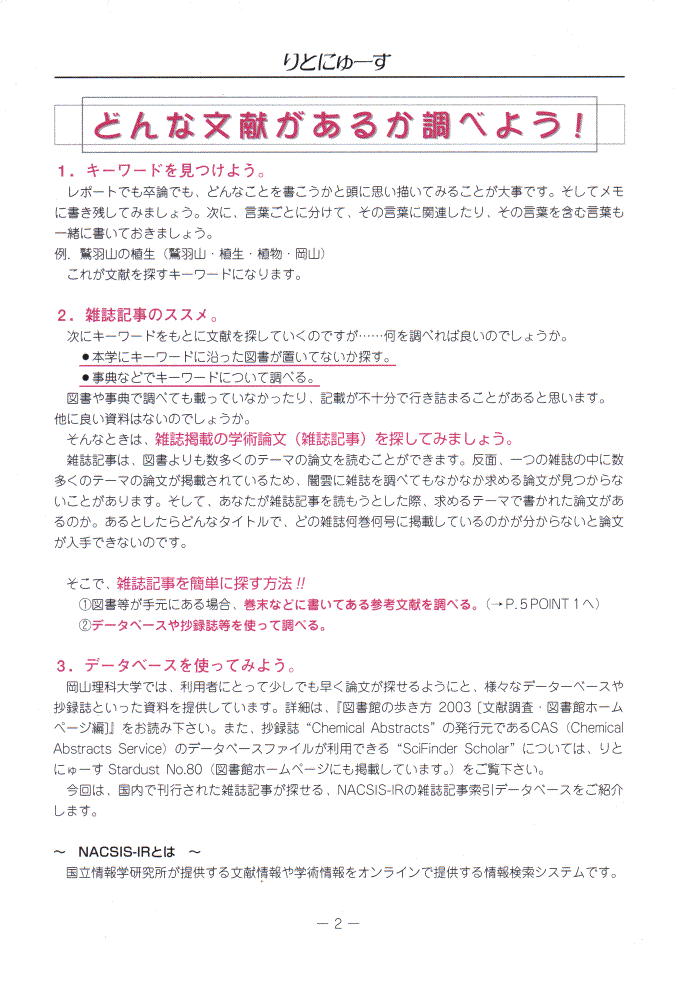 りとにゅーす
どんな文献があるか調べよう！
1．キーワードを見つけよう。
レポートでも卒論でも、どんなことを書こうかと頭に思い描いてみることが大事です。そしてメモ
に書き残してみましょう。次に、言葉ごとに分けて、その言葉に関連したり、その言葉を含む言葉も
一緒に書いておきましょう。
例．鷲羽山の植生（鷲羽山・植生・植物・岡山）
これが文献を探すキーワードになります。
2．雑誌記事のススメ。
次にキーワードをもとに文献を探していくのですが……何を調べれば良いのでしょうか。
●本学にキーワードに沿った図書が置いてないか探す。
●事典などでキーワードについて調べる。
図書や事典で調べても載っていなかったり、記載が不十分で行き詰まることがあると思います。
他に良い資料はないのでしょうか。
そんなときは、雑誌掲載の学術論文（雑誌記事）を探してみましょう。
雑誌記事は、図書よりも数多くのテーマの論文を読むことができます。反面、一つの雑誌の中に数
多くのテーマの論文が掲載されているため、闇雲に雑誌を調べてもなかなか求める論文が見つからな
いことがあります。そして、あなたが雑誌記事を読もうとした際、求めるテーマで書かれた論文があ
るのか。あるとしたらどんなタイトルで、どの雑誌何巻何号に掲載しているのかが分からないと論文
が入手できないのです。
そこで、雑誌記事を簡単に探す方法!!
①図書等が手元にある場合、巻末などに書いてある参考文献を調べる。（→P.5 POINT 1へ）
②データベースや抄録誌等を使って調べる。
3．データベースを使ってみよう。
岡山理科大学では、利用者にとって少しでも早く論文が探せるようにと、様々なデーターベースや
抄録誌といった資料を提供しています。詳細は、『図書館の歩き方 2003［文献調査・図書館ホーム
ページ編］』をお読み下さい。また、抄録誌“Chemical Abstracts”の発行元であるCAS（Chemical
Abstracts Service）のデータベースファイルが利用できる“SciFinder Scholar”については、りと
にゅーす Stardust No.80（図書館ホームページにも掲載しています。）をご覧下さい。
今回は、国内で刊行された雑誌記事が探せる、NACSIS-IRの雑誌記事索引データベースをご紹介
します。
～　NACSIS-IRとは　～
国立情報学研究所が提供する文献情報や学術情報をオンラインで提供する情報検索システムです。
― 2 ―